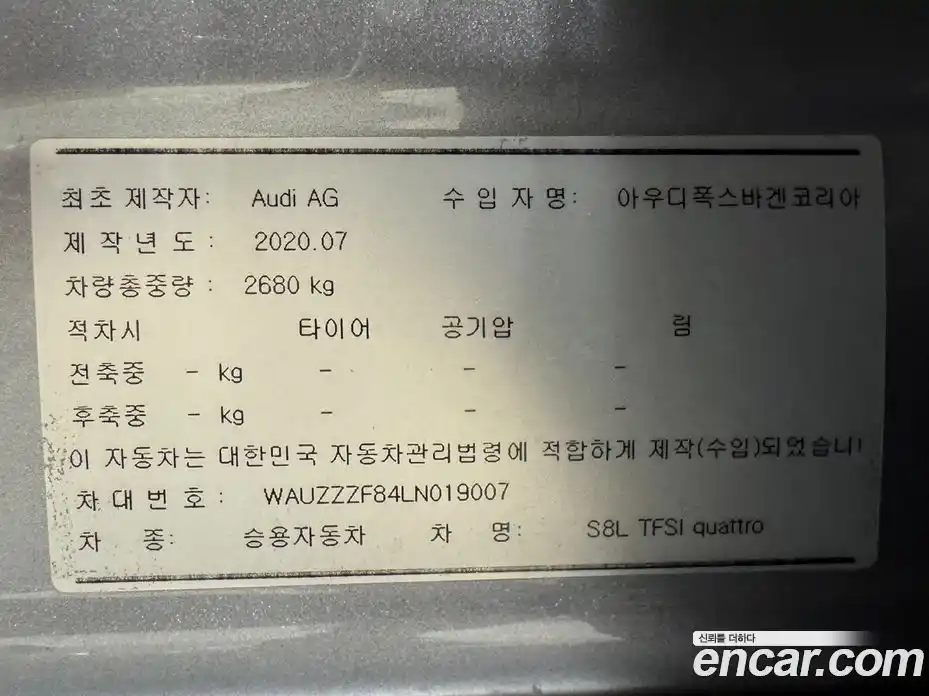 최초 제작자: Audi AG 수 입 자 명: 아우디폭스바겐코리아
제 작 년 도 : 2020.07
차량총중량 : 2680 kg
적차시 타이어 공기압 림
전축중 - kg - - -
후축중 - kg - - -
이 자동차는 대한민국 자동차관리법령에 적합하게 제작(수입)되었습니
차 대 번 호 : WAUZZZF84LN019007
차 종: 승용자동차 차 명: S8L TFSI quattro
신뢰를 더하다
encar.com